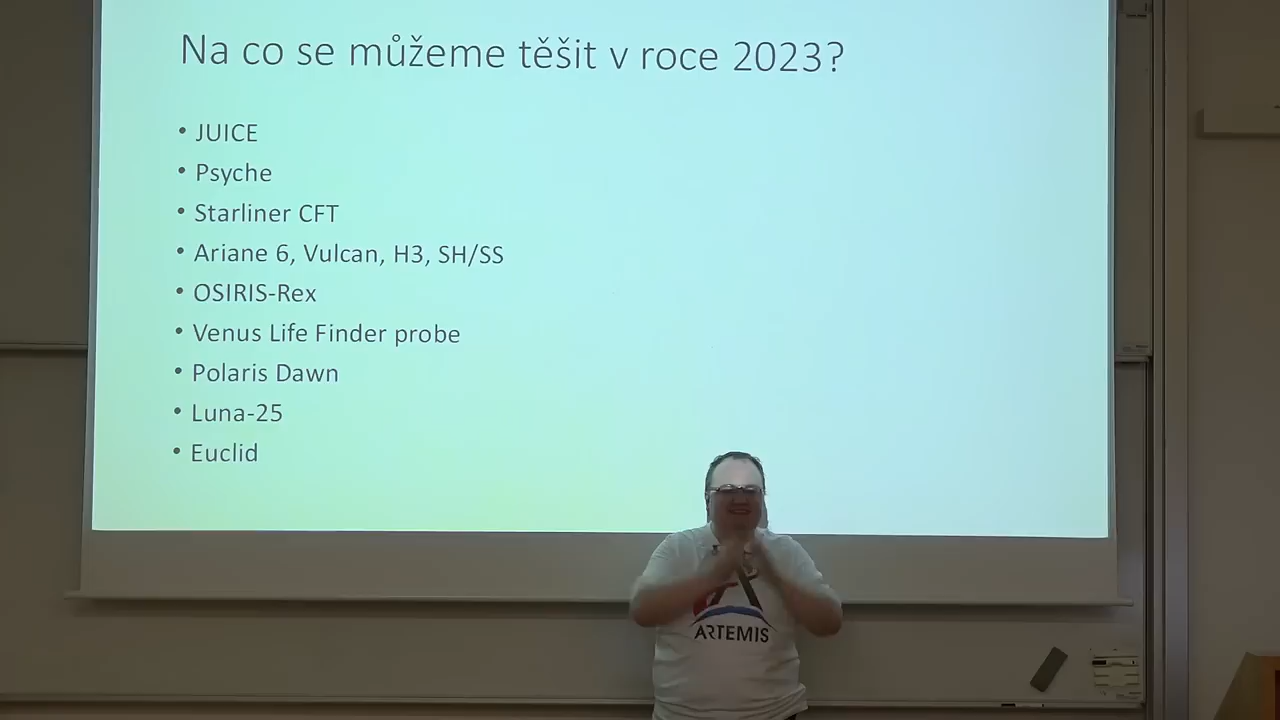 Na co se můžeme těšit v roce 2023?
• JUICE
• Psyche
• Starliner CFT
• Ariane 6, Vulcan, H3, SH/SS
• OSIRIS-Rex
• Venus Life Finder probe
• Polaris Dawn
• Luna-25
• Euclid
ARTEMIS